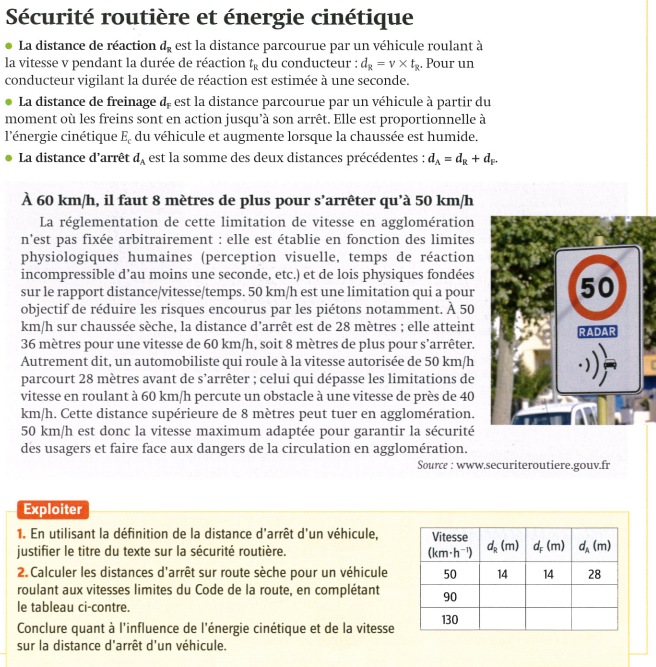 Sécurité routière et énergie cinétique
● La distance de réaction dR est la distance parcourue par un véhicule roulant à
la vitesse v pendant la durée de réaction tR du conducteur : dR = v × tR. Pour un
conducteur vigilant la durée de réaction est estimée à une seconde.
● La distance de freinage dF est la distance parcourue par un véhicule à partir du
moment où les freins sont en action jusqu'à son arrêt. Elle est proportionnelle à
l'énergie cinétique Ec du véhicule et augmente lorsque la chaussée est humide.
● La distance d'arrêt dA est la somme des deux distances précédentes : dA = dR + dF.
À 60 km/h, il faut 8 mètres de plus pour s'arrêter qu'à 50 km/h
La réglementation de cette limitation de vitesse en agglomération
n'est pas fixée arbitrairement : elle est établie en fonction des limites
physiologiques humaines (perception visuelle, temps de réaction
incompressible d'au moins une seconde, etc.) et de lois physiques fondées
sur le rapport distance/vitesse/temps. 50 km/h est une limitation qui a pour
objectif de réduire les risques encourus par les piétons notamment. À 50
km/h sur chaussée sèche, la distance d'arrêt est de 28 mètres ; elle atteint
36 mètres pour une vitesse de 60 km/h, soit 8 mètres de plus pour s'arrêter.
Autrement dit, un automobiliste qui roule à la vitesse autorisée de 50 km/h
parcourt 28 mètres avant de s'arrêter ; celui qui dépasse les limitations de
vitesse en roulant à 60 km/h percute un obstacle à une vitesse de près de 40
km/h. Cette distance supérieure de 8 mètres peut tuer en agglomération.
50 km/h est donc la vitesse maximum adaptée pour garantir la sécurité
des usagers et faire face aux dangers de la circulation en agglomération.
Source : www.securiteroutiere.gouv.fr
50
RADAR
Exploiter
1. En utilisant la définition de la distance d'arrêt d'un véhicule,
justifier le titre du texte sur la sécurité routière.
2. Calculer les distances d'arrêt sur route sèche pour un véhicule
roulant aux vitesses limites du Code de la route, en complétant
le tableau ci-contre.
Conclure quant à l'influence de l'énergie cinétique et de la vitesse
sur la distance d'arrêt d'un véhicule.
Vitesse
(km·h⁻¹) dR (m) dF (m) dA (m)
50 14 14 28
90
130